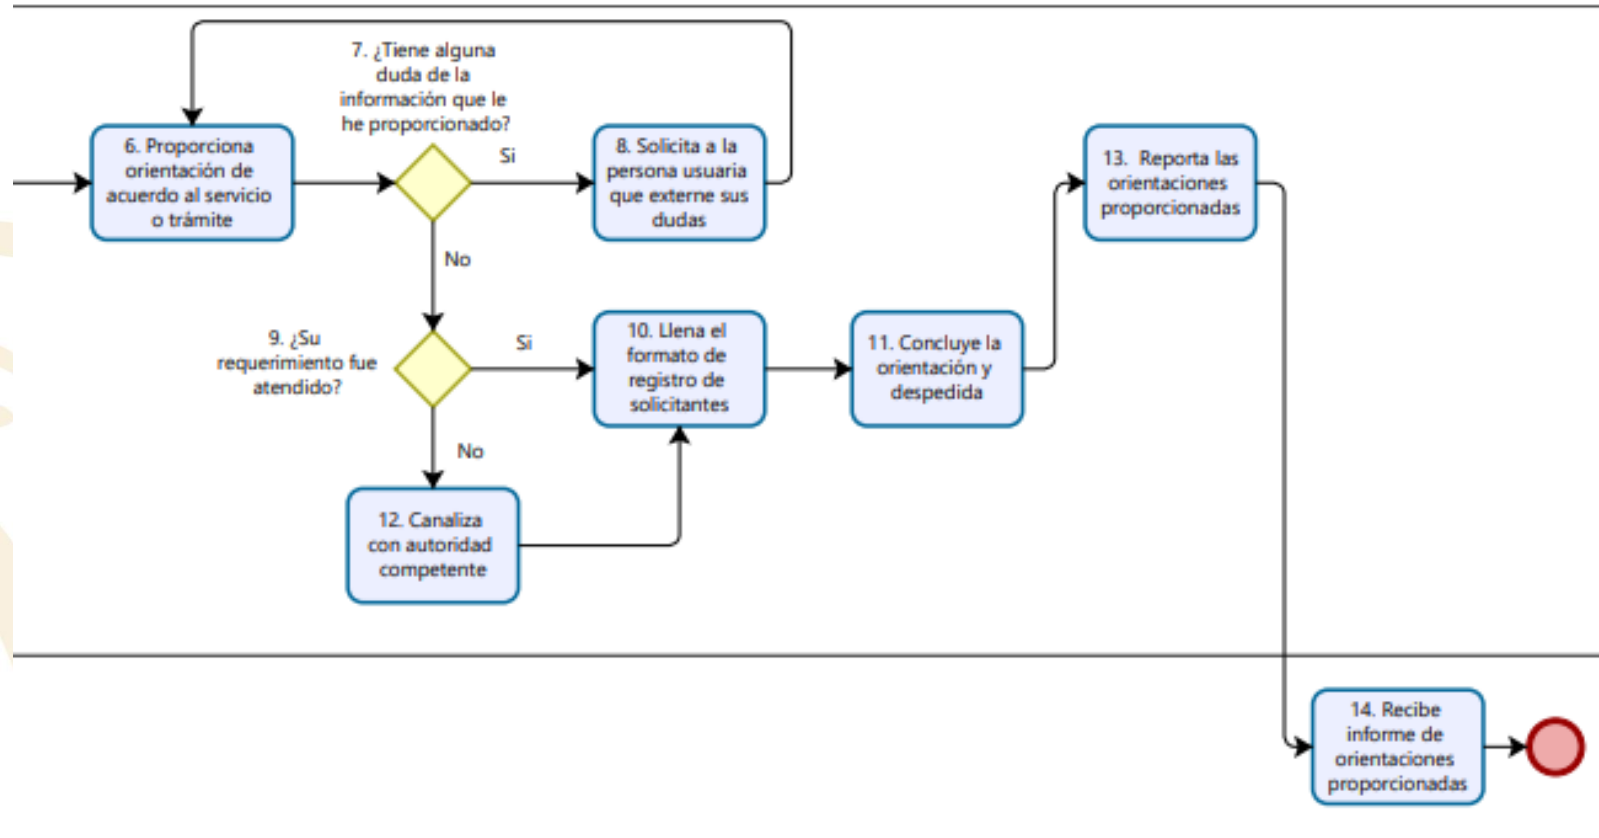 7. ¿Tiene alguna
duda de la
información que le
he proporcionado?
6. Proporciona
orientación de
acuerdo al servicio
o trámite
Si
8. Solicita a la
persona usuaria
que externe sus
dudas
13. Reporta las
orientaciones
proporcionadas
No
9. ¿Su
requerimiento fue
atendido?
Si
10. Llena el
formato de
registro de
solicitantes
11. Concluye la
orientación y
despedida
No
12. Canaliza
con autoridad
competente
14. Recibe
informe de
orientaciones
proporcionadas